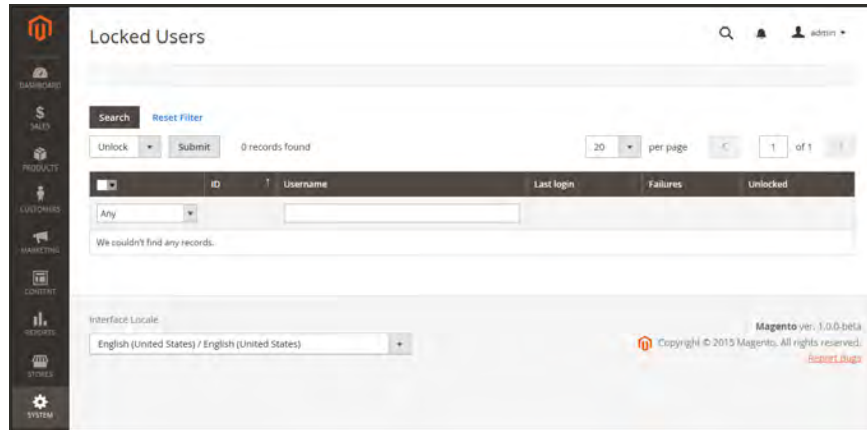 Locked Users
admin
DASHBOARD
SALES
PRODUCTS
CUSTOMERS
MARKETING
CONTENT
REPORTS
STORES
SYSTEM
Search Reset Filter
Unlock Submit 0 records found 20 per page 1 of 1
ID Username Last login Failures Unlocked
Any
We couldn't find any records.
Interface Locale
English (United States) / English (United States)
Magento ver. 1.0.0-beta
Copyright © 2015 Magento. All rights reserved.
Report Bugs